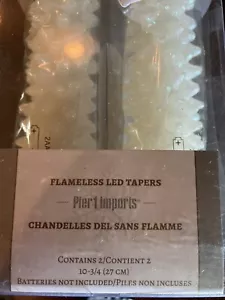 FLAMELESS LED TAPERS
Pier 1 imports
CHANDELLES DEL SANS FLAMME
CONTAINS 2/CONTIENT 2
10-3/4 (27 CM)
BATTERIES NOT INCLUDED/PILES NON INCLUSES